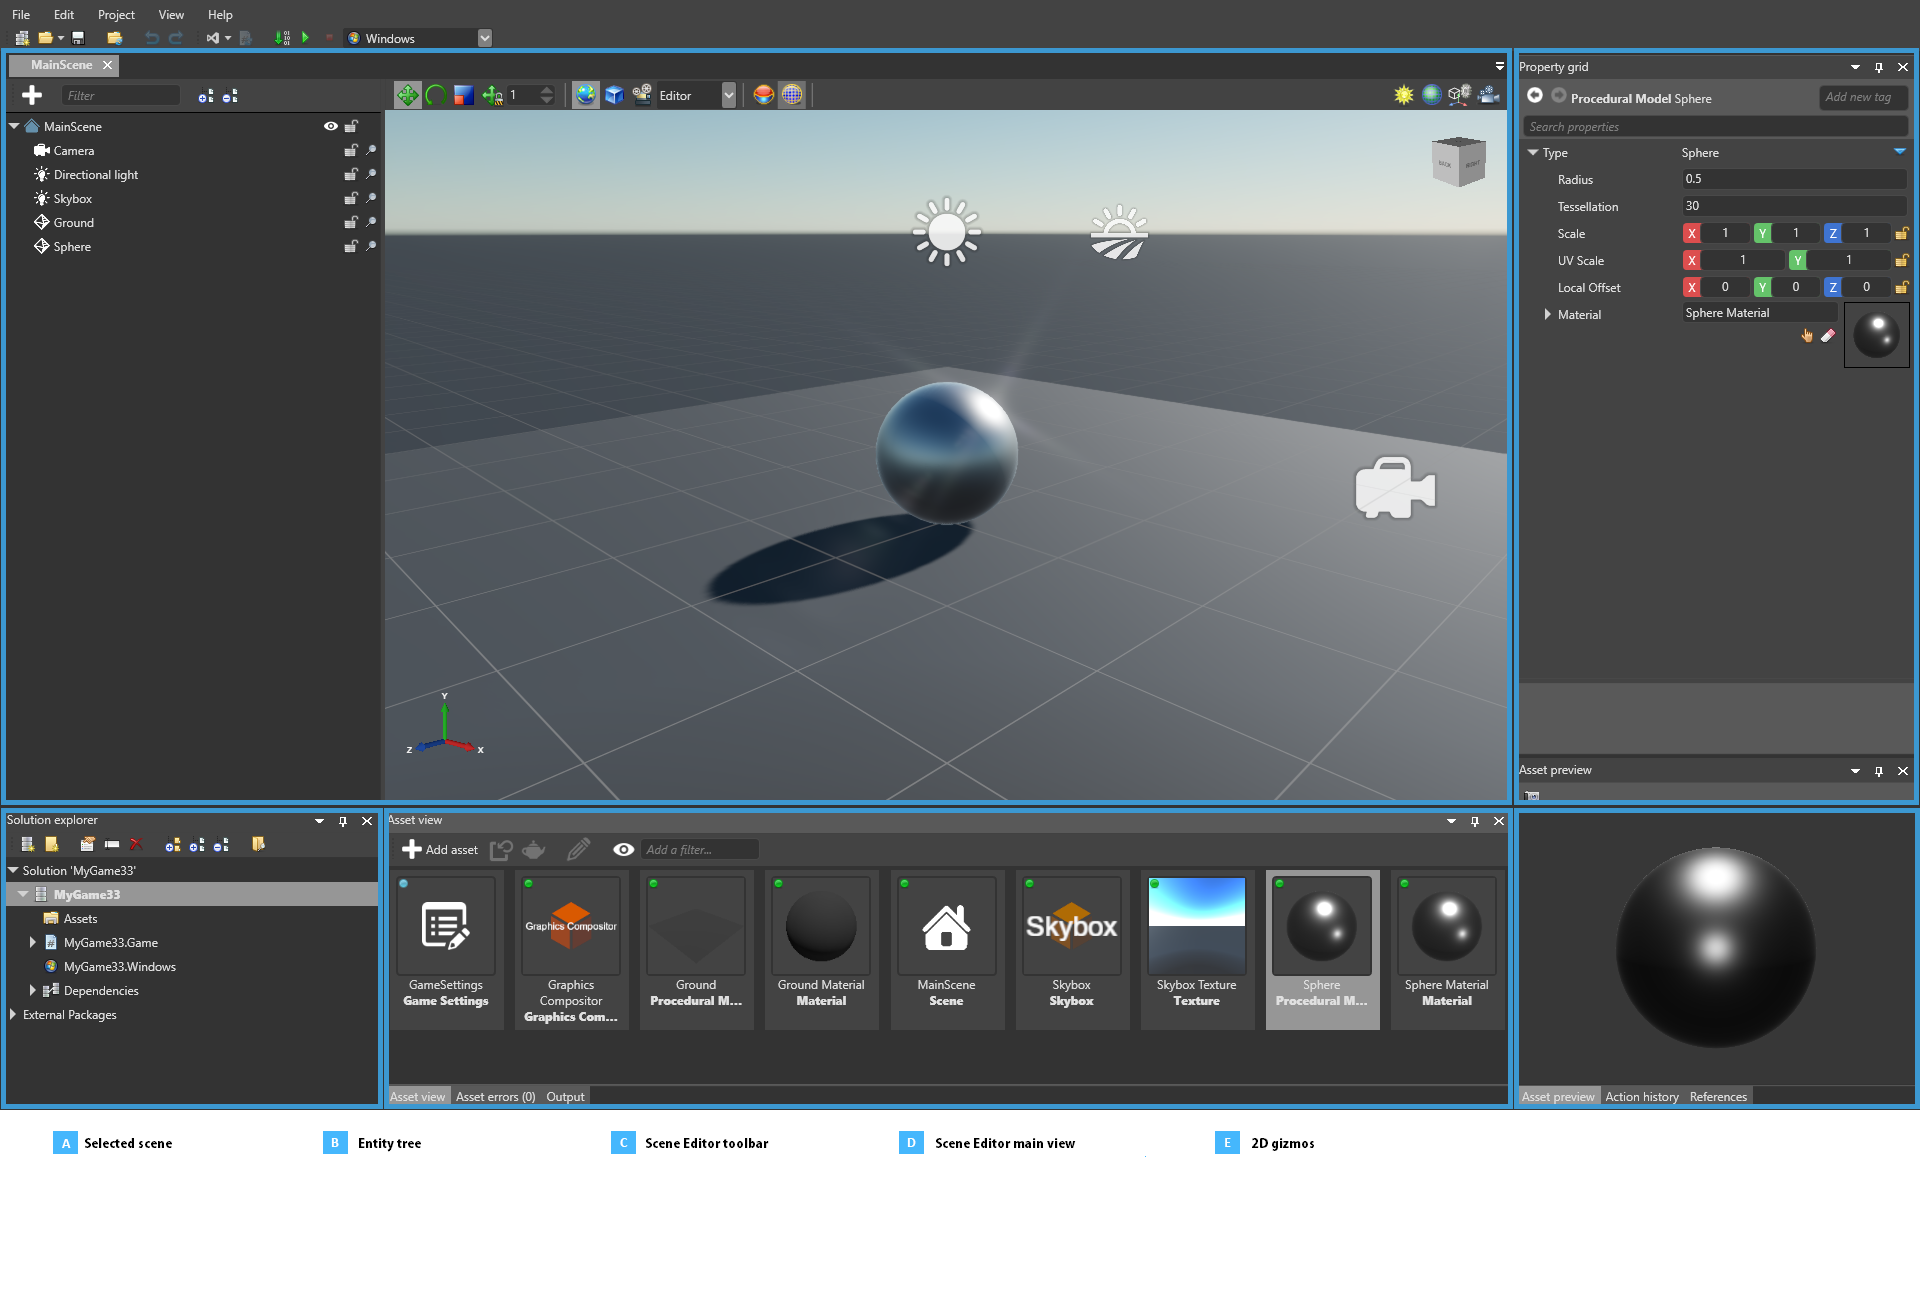 File Edit Project View Help
Windows
MainScene
Filter
1
Editor
MainScene
Camera
Directional light
Skybox
Ground
Sphere
BACK RIGHT
Y
Z X
Property grid
Procedural Model Sphere
Add new tag
Search properties
Type Sphere
Radius 0.5
Tessellation 30
Scale X 1 Y 1 Z 1
UV Scale X 1 Y 1
Local Offset X 0 Y 0 Z 0
Material Sphere Material
Asset preview
Solution explorer
Solution 'MyGame33'
MyGame33
Assets
MyGame33.Game
MyGame33.Windows
Dependencies
External Packages
Asset view
Add asset
Add a filter...
GameSettings
Game Settings
Graphics Compositor
Graphics
Compositor
Graphics Com...
Ground
Procedural M...
Ground Material
Material
MainScene
Scene
Skybox
Skybox
Skybox
Skybox Texture
Texture
Sphere
Procedural M...
Sphere Material
Material
Asset view Asset errors (0) Output
Asset preview Action history References
A Selected scene B Entity tree C Scene Editor toolbar D Scene Editor main view E 2D gizmos